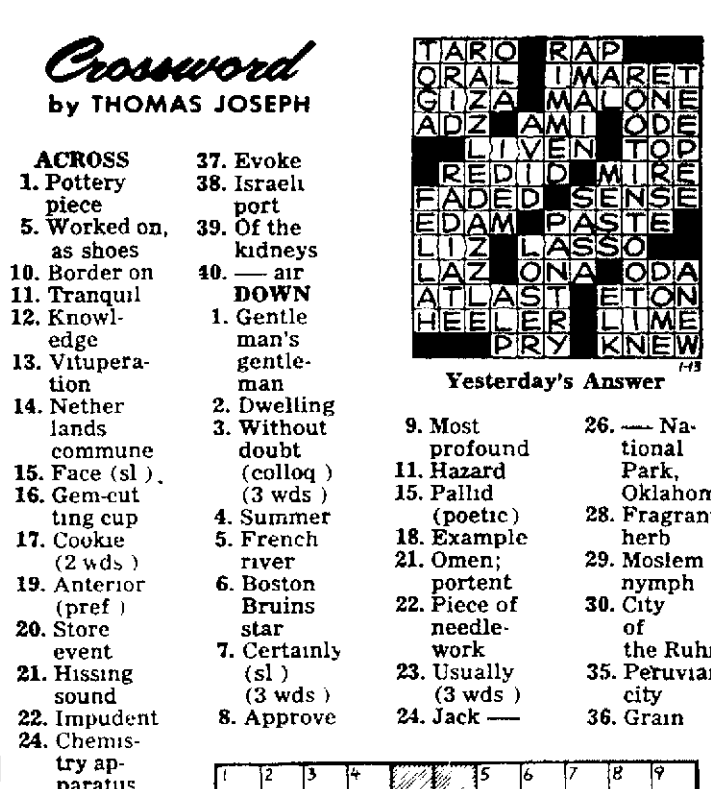 Crossword
by THOMAS JOSEPH
ACROSS
1. Pottery
piece
5. Worked on,
as shoes
10. Border on
11. Tranquil
12. Knowl-
edge
13. Vitupera-
tion
14. Nether
lands
commune
15. Face (sl ).
16. Gem-cut
ting cup
17. Cookie
(2 wds )
19. Anterior
(pref )
20. Store
event
21. Hissing
sound
22. Impudent
24. Chemis-
try ap-
paratus
37. Evoke
38. Israeli
port
39. Of the
kidneys
40. — air
DOWN
1. Gentle
man's
gentle-
man
2. Dwelling
3. Without
doubt
(colloq )
(3 wds )
4. Summer
5. French
river
6. Boston
Bruins
star
7. Certainly
(sl )
(3 wds )
8. Approve
TARO RAP
ORAL IMARET
GIZA MALONE
ADZ AMI ODE
LIVEN TOP
REDID MIRE
FADED SENSE
EDAM PASTE
LIZ LASSO
LAZ ONA ODA
ATLAST ETON
HEELER LIME
PRY KNEW
1-13
Yesterday's Answer
9. Most
profound
11. Hazard
15. Pallid
(poetic)
18. Example
21. Omen;
portent
22. Piece of
needle-
work
23. Usually
(3 wds )
24. Jack —
26. — Na-
tional
Park,
Oklahom
28. Fragran
herb
29. Moslem
nymph
30. City
of
the Ruhr
35. Peruvian
city
36. Grain
1 2 3 4 5 6 7 8 9